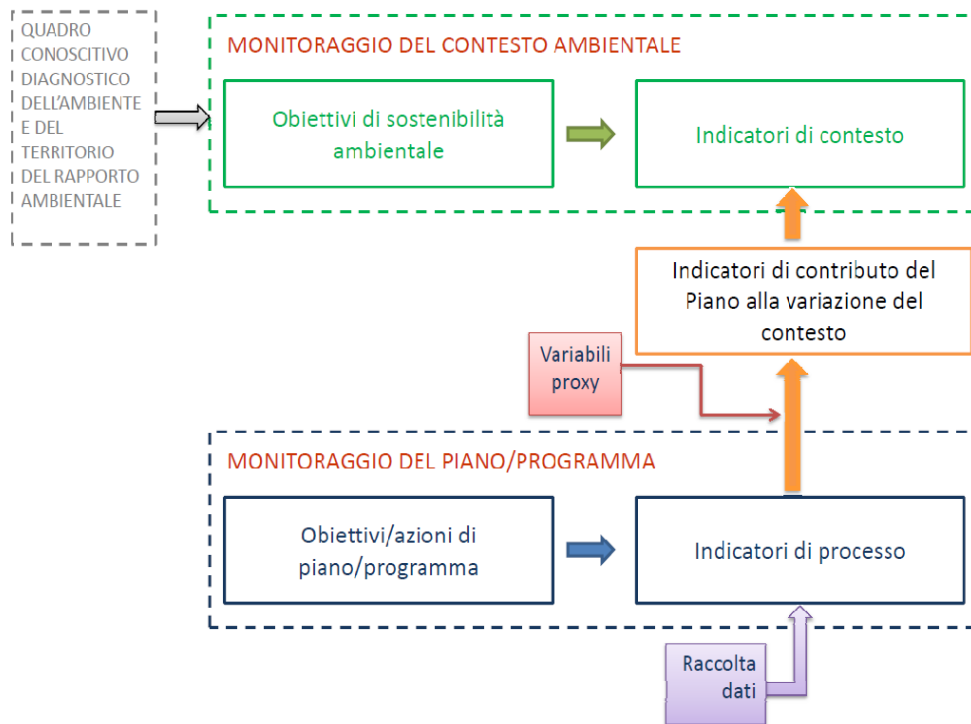 QUADRO
CONOSCITIVO
DIAGNOSTICO
DELL'AMBIENTE
E DEL
TERRITORIO
DEL RAPPORTO
AMBIENTALE
MONITORAGGIO DEL CONTESTO AMBIENTALE
Obiettivi di sostenibilità
ambientale
Indicatori di contesto
Indicatori di contributo del
Piano alla variazione del
contesto
Variabili
proxy
MONITORAGGIO DEL PIANO/PROGRAMMA
Obiettivi/azioni di
piano/programma
Indicatori di processo
Raccolta
dati